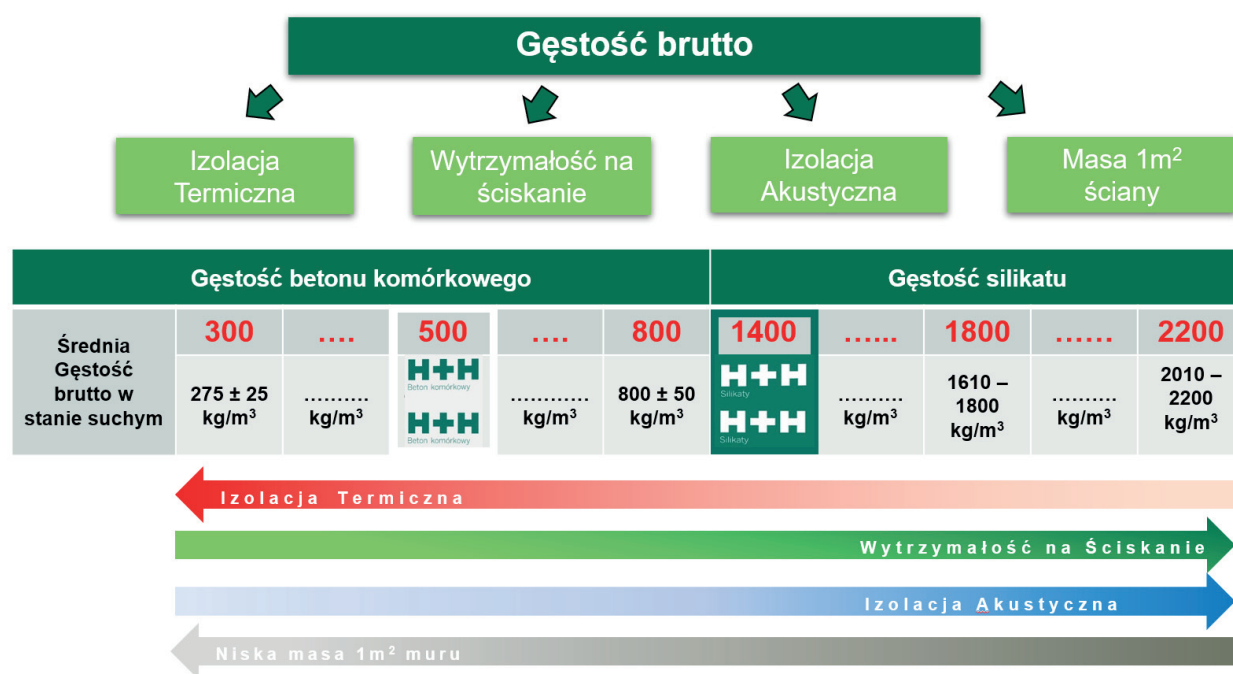 Gęstość brutto
Izolacja
Termiczna
Wytrzymałość na
ściskanie
Izolacja
Akustyczna
Masa 1m²
ściany
Gęstość betonu komórkowego
Gęstość silikatu
Średnia
Gęstość
brutto w
stanie suchym
300
....
500
....
800
1400
......
1800
......
2200
275 ± 25
kg/m³
..........
kg/m³
H+H
Beton komórkowy
H+H
Beton komórkowy
............
kg/m³
800 ± 50
kg/m³
H+H
Silikaty
H+H
Silikaty
..........
kg/m³
1610 –
1800
kg/m³
..........
kg/m³
2010 –
2200
kg/m³
Izolacja Termiczna
Wytrzymałość na Ściskanie
Izolacja Akustyczna
Niska masa 1m² muru